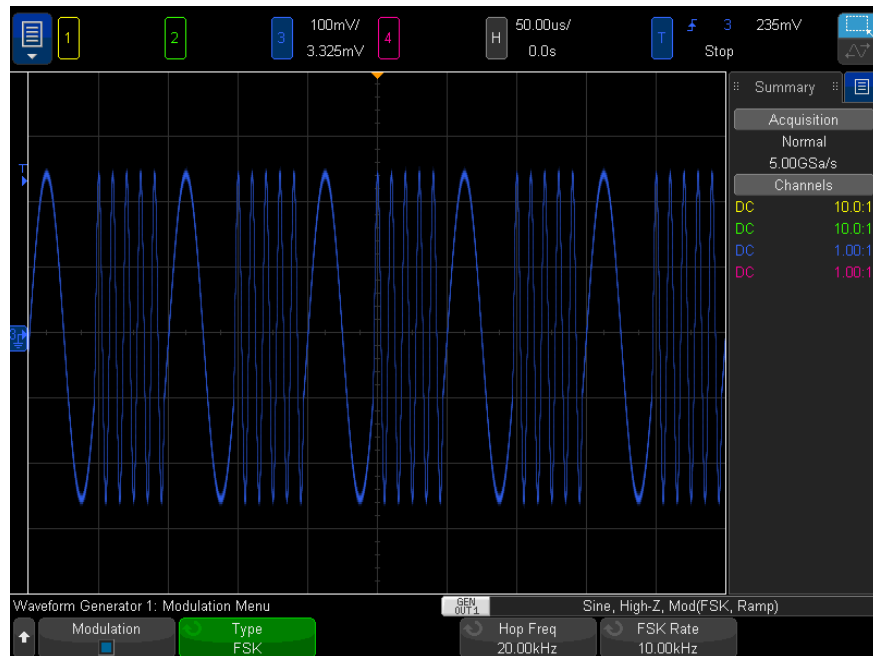 1 2 3 100mV/ 4 H 50.00us/ T 3 235mV
3.325mV 0.0s Stop
Summary
Acquisition
Normal
5.00GSa/s
Channels
DC 10.0:1
DC 10.0:1
DC 1.00:1
DC 1.00:1
T
3
Waveform Generator 1: Modulation Menu GEN OUT1 Sine, High-Z, Mod(FSK, Ramp)
Modulation Type Hop Freq FSK Rate
FSK 20.00kHz 10.00kHz